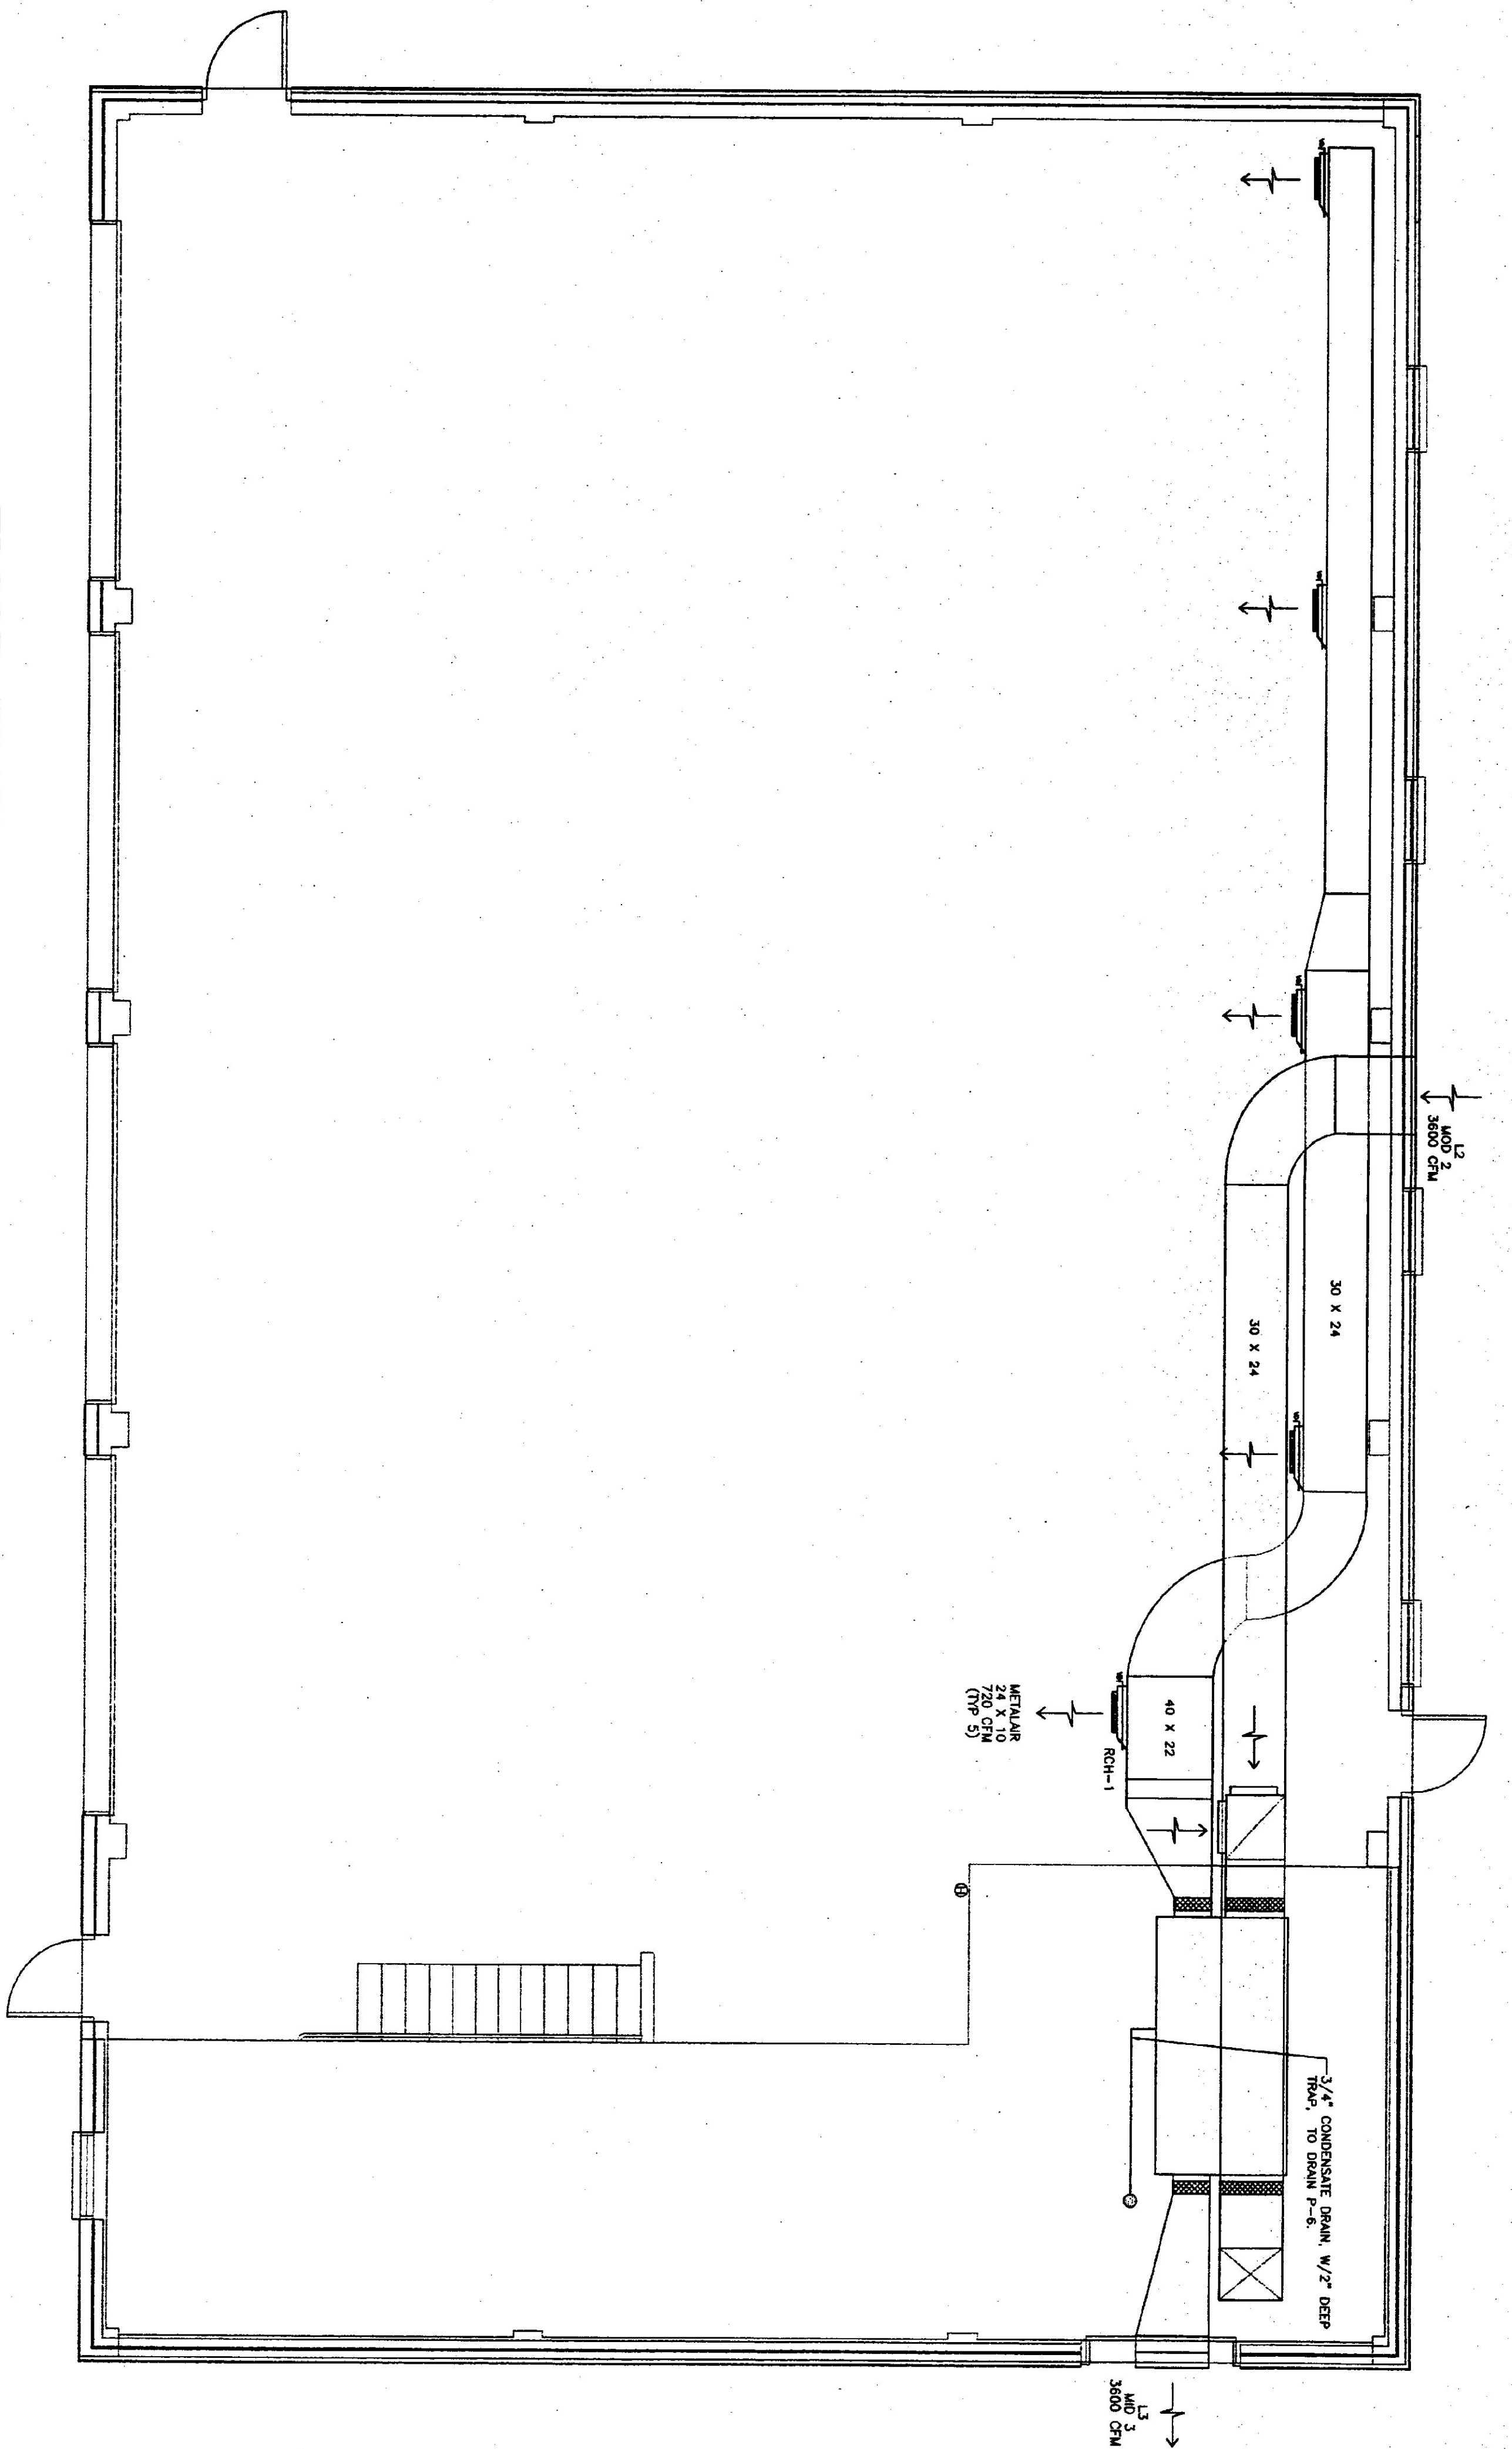 L2
MOD 2
3600 CFM
30 X 24
30 X 24
METALAIR
24 X 10
720 CFM
(TYP 5)
40 X 22
RCH-1
3/4" CONDENSATE DRAIN, W/2" DEEP
TRAP, TO DRAIN P-6.
L3
MID 3
3600 CFM